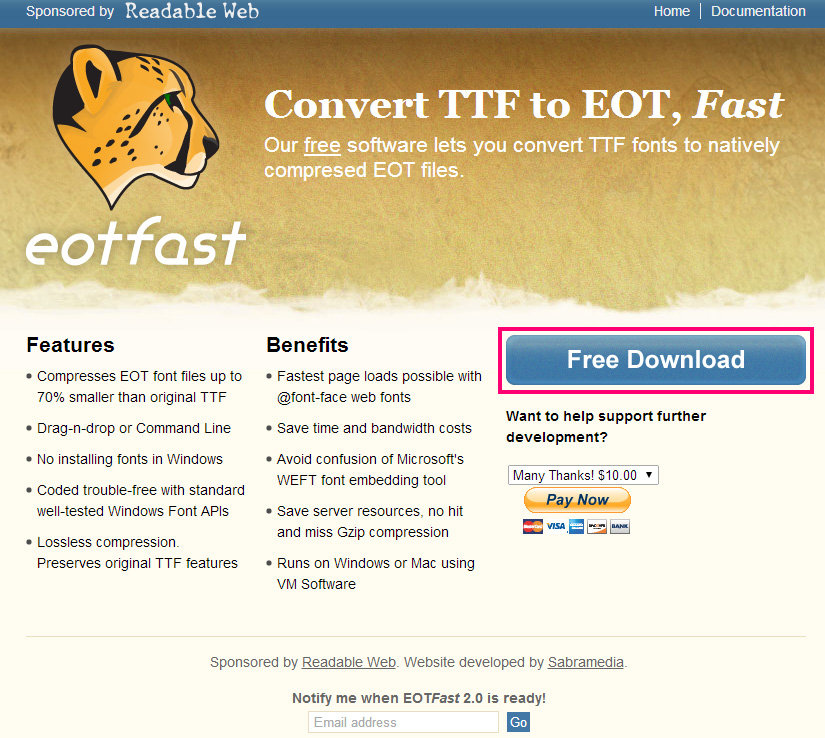 Sponsored by Readable Web
Home | Documentation
Convert TTF to EOT, Fast
Our free software lets you convert TTF fonts to natively
compresed EOT files.
eotfast
Features
• Compresses EOT font files up to
70% smaller than original TTF
• Drag-n-drop or Command Line
• No installing fonts in Windows
• Coded trouble-free with standard
well-tested Windows Font APIs
• Lossless compression.
Preserves original TTF features
Benefits
• Fastest page loads possible with
@font-face web fonts
• Save time and bandwidth costs
• Avoid confusion of Microsoft's
WEFT font embedding tool
• Save server resources, no hit
and miss Gzip compression
• Runs on Windows or Mac using
VM Software
Free Download
Want to help support further
development?
Many Thanks! $10.00
Pay Now
MasterCard VISA DISCOVER BANK
Sponsored by Readable Web. Website developed by Sabramedia.
Notify me when EOTFast 2.0 is ready!
Email address Go